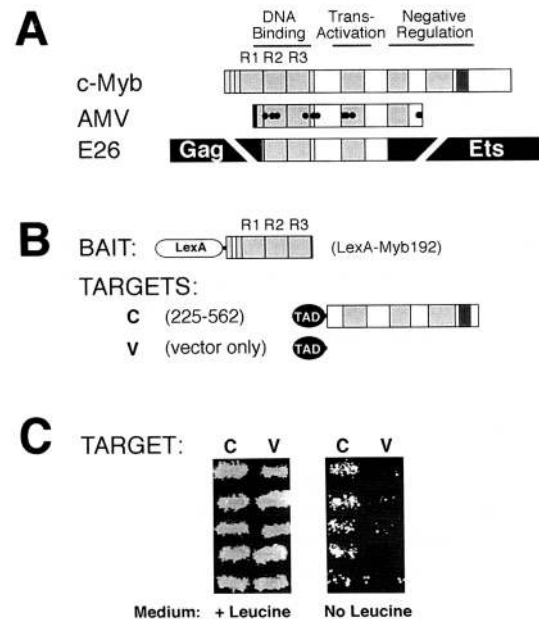 A
DNA Binding
Trans-Activation
Negative Regulation
R1 R2 R3
c-Myb
AMV
E26
Gag
Ets
B
R1 R2 R3
BAIT:
LexA
(LexA-Myb192)
TARGETS:
C (225-562)
TAD
V (vector only)
TAD
C
TARGET:
C V
C V
Medium: + Leucine
No Leucine